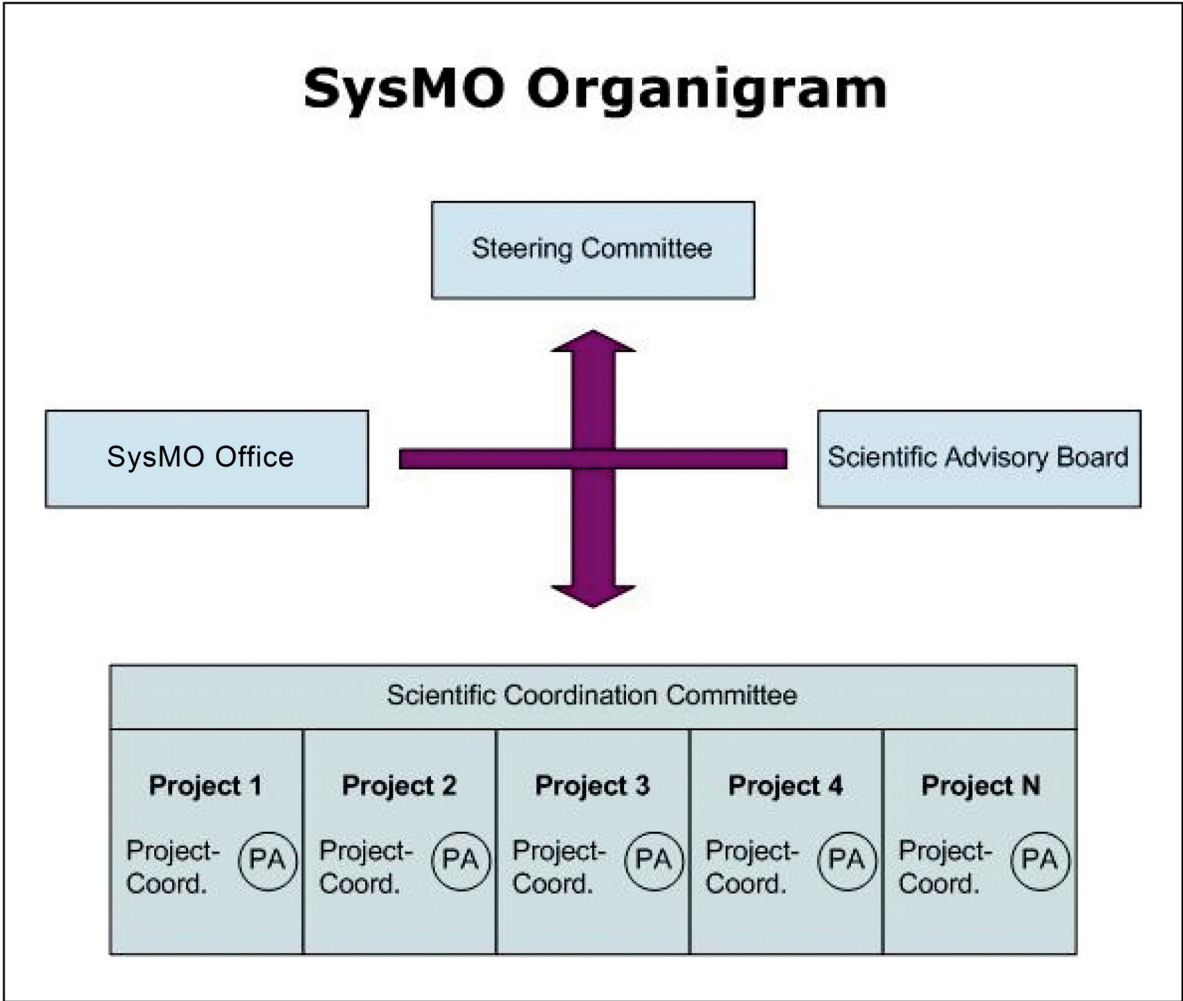 SysMO Organigram
Steering Committee
SysMO Office
Scientific Advisory Board
Scientific Coordination Committee
Project 1
Project-
Coord.
PA
Project 2
Project-
Coord.
PA
Project 3
Project-
Coord.
PA
Project 4
Project-
Coord.
PA
Project N
Project-
Coord.
PA